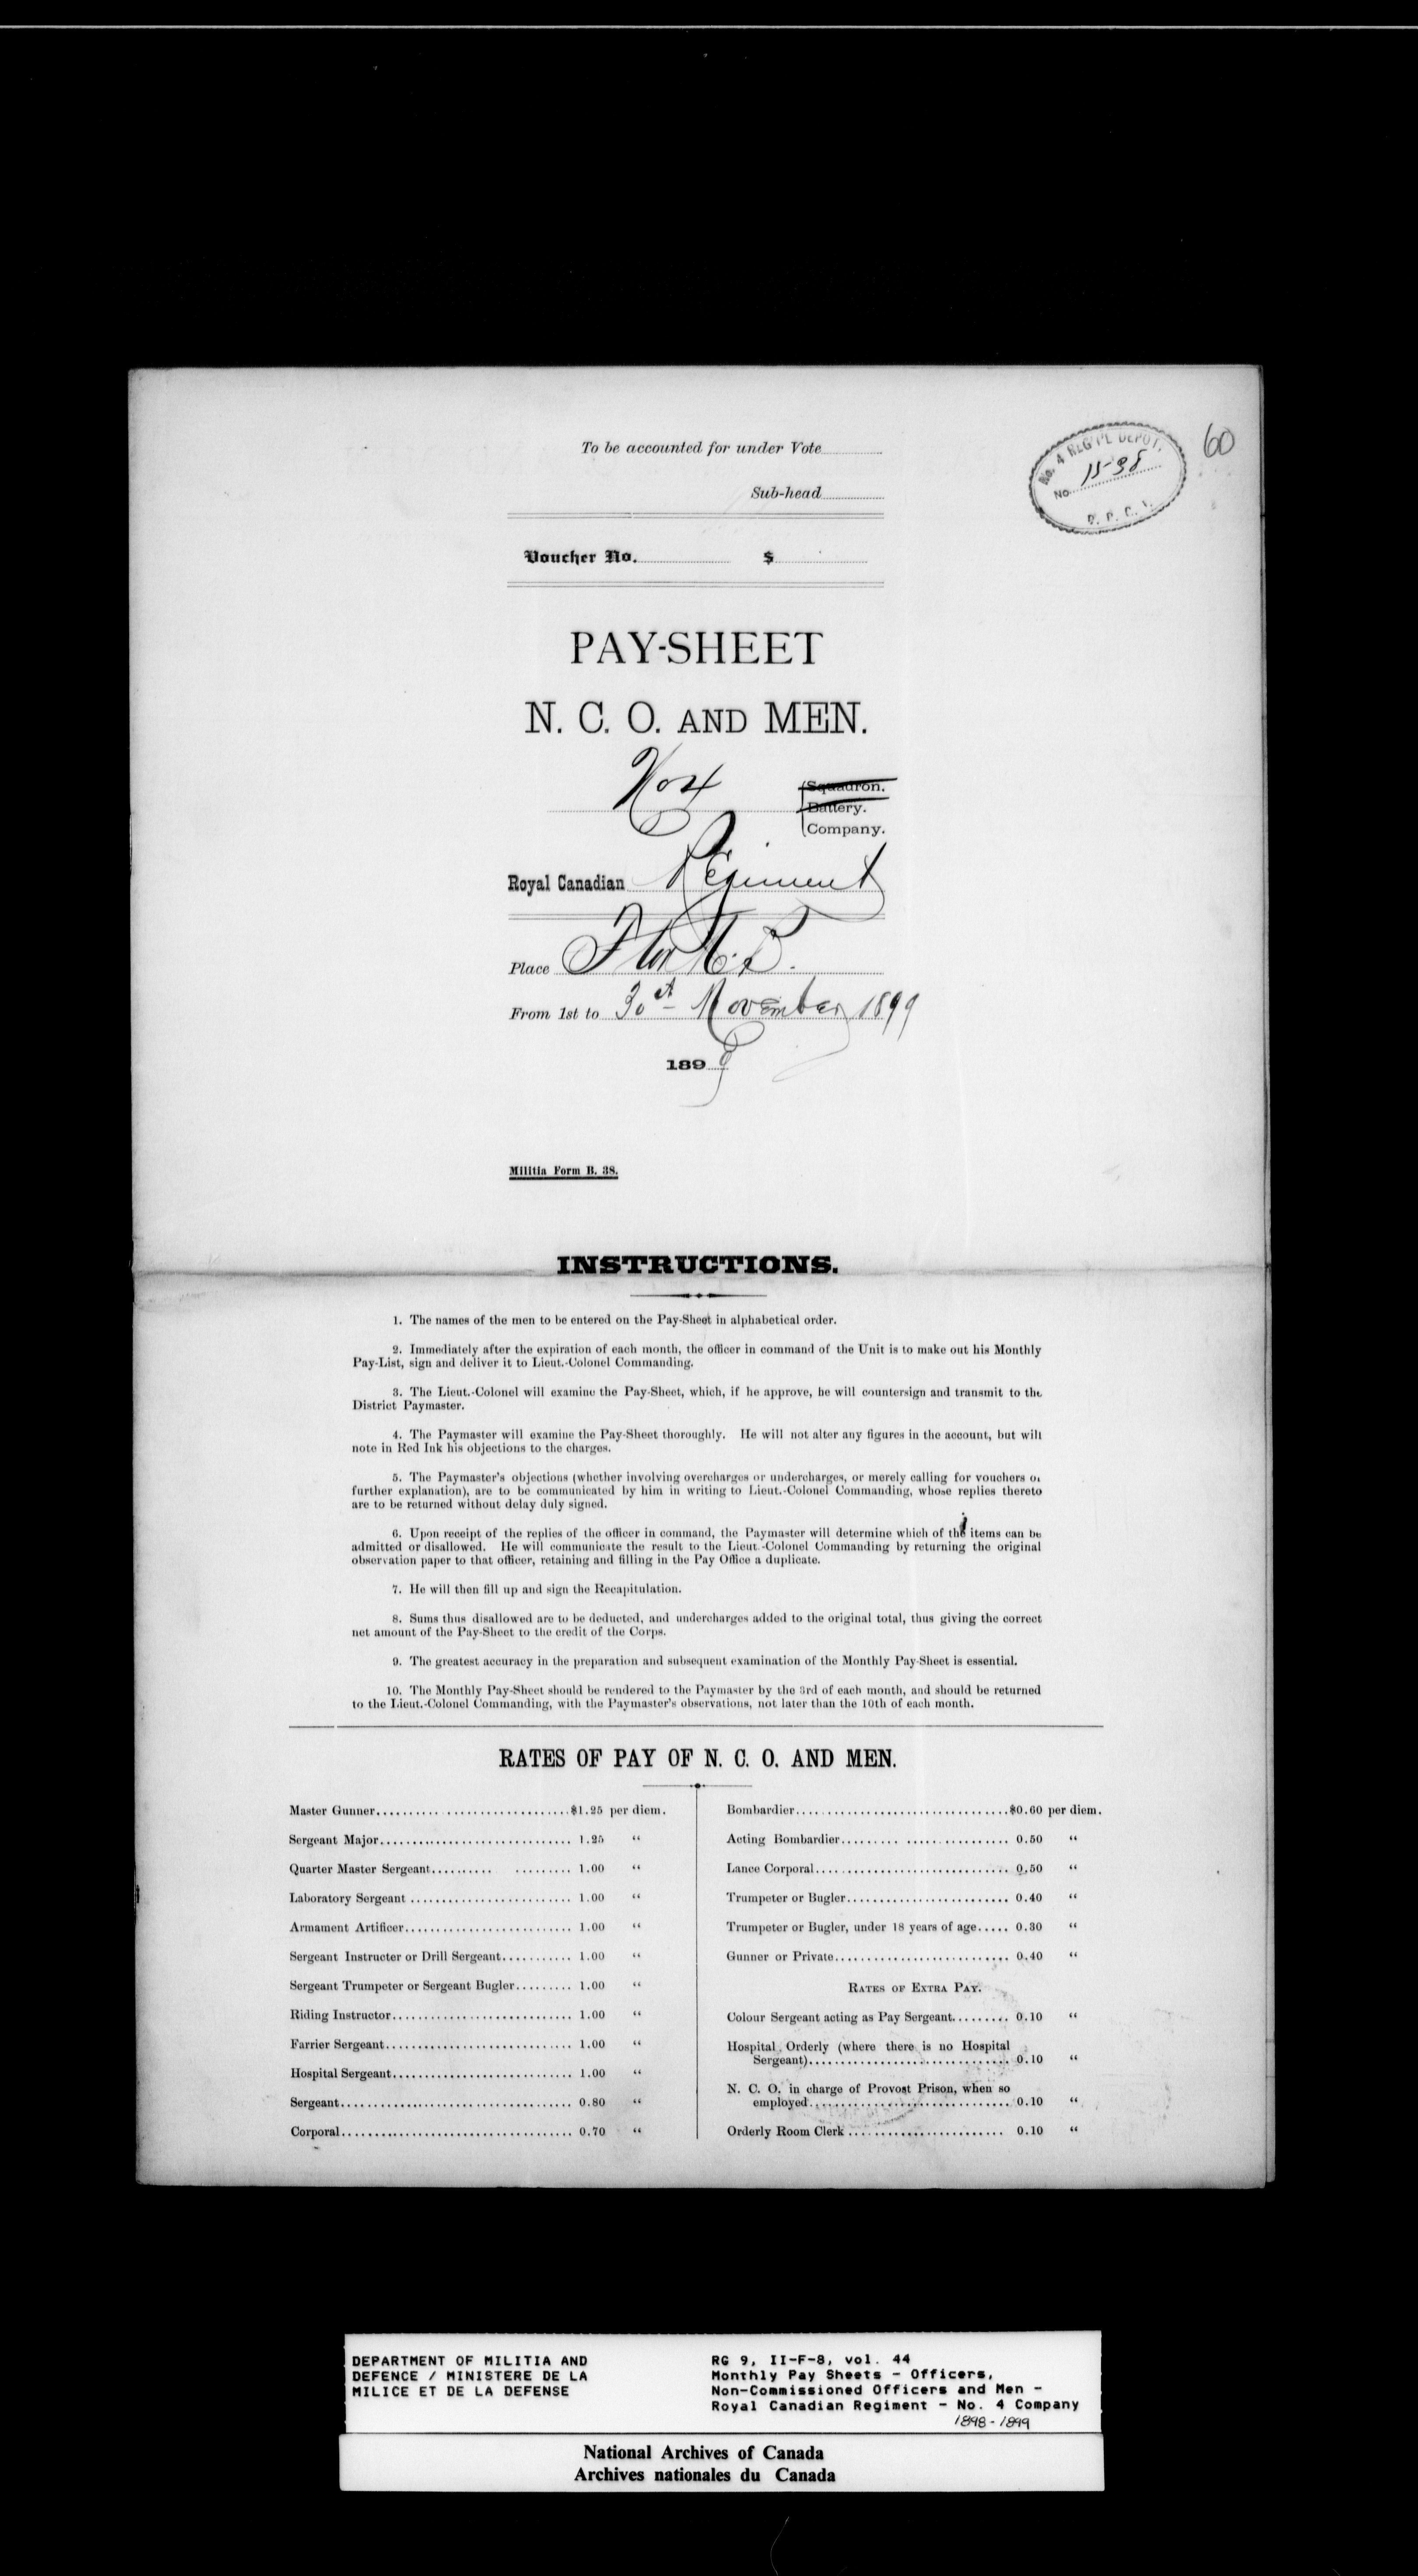 To be accounted for under Vote
Sub-head
No. 4 REG'T'L DEPOT.
No. 1598
60
Voucher No. $
PAY-SHEET
N. C. O. AND MEN.
No 4
Squadron.
Battery.
Company.
Royal Canadian Regiment
Place F'ton N.B.
From 1st to 30th November 1899
1899
Militia Form B. 38.
INSTRUCTIONS.
1. The names of the men to be entered on the Pay-Sheet in alphabetical order.
2. Immediately after the expiration of each month, the officer in command of the Unit is to make out his Monthly
Pay-List, sign and deliver it to Lieut.-Colonel Commanding.
3. The Lieut.-Colonel will examine the Pay-Sheet, which, if he approve, he will countersign and transmit to the
District Paymaster.
4. The Paymaster will examine the Pay-Sheet thoroughly. He will not alter any figures in the account, but will
note in Red Ink his objections to the charges.
5. The Paymaster's objections (whether involving overcharges or undercharges, or merely calling for vouchers or
further explanation), are to be communicated by him in writing to Lieut.-Colonel Commanding, whose replies thereto
are to be returned without delay duly signed.
6. Upon receipt of the replies of the officer in command, the Paymaster will determine which of the items can be
admitted or disallowed. He will communicate the result to the Lieut.-Colonel Commanding by returning the original
observation paper to that officer, retaining and filling in the Pay Office a duplicate.
7. He will then fill up and sign the Recapitulation.
8. Sums thus disallowed are to be deducted, and undercharges added to the original total, thus giving the correct
net amount of the Pay-Sheet to the credit of the Corps.
9. The greatest accuracy in the preparation and subsequent examination of the Monthly Pay-Sheet is essential.
10. The Monthly Pay-Sheet should be rendered to the Paymaster by the 3rd of each month, and should be returned
to the Lieut.-Colonel Commanding, with the Paymaster's observations, not later than the 10th of each month.
RATES OF PAY OF N. C. O. AND MEN.
Master Gunner $1.25 per diem.
Sergeant Major 1.25 "
Quarter Master Sergeant 1.00 "
Laboratory Sergeant 1.00 "
Armament Artificer 1.00 "
Sergeant Instructer or Drill Sergeant 1.00 "
Sergeant Trumpeter or Sergeant Bugler 1.00 "
Riding Instructor 1.00 "
Farrier Sergeant 1.00 "
Hospital Sergeant 1.00 "
Sergeant 0.80 "
Corporal 0.70 "
Bombardier $0.60 per diem.
Acting Bombardier 0.50 "
Lance Corporal 0.50 "
Trumpeter or Bugler 0.40 "
Trumpeter or Bugler, under 18 years of age 0.30 "
Gunner or Private 0.40 "
RATES OF EXTRA PAY.
Colour Sergeant acting as Pay Sergeant 0.10 "
Hospital Orderly (where there is no Hospital
Sergeant) 0.10 "
N. C. O. in charge of Provost Prison, when so
employed 0.10 "
Orderly Room Clerk 0.10 "
DEPARTMENT OF MILITIA AND
DEFENCE / MINISTERE DE LA
MILICE ET DE LA DEFENSE
RG 9, II-F-8, vol. 44
Monthly Pay Sheets - Officers,
Non-Commissioned Officers and Men -
Royal Canadian Regiment - No. 4 Company
1898-1899
National Archives of Canada
Archives nationales du Canada